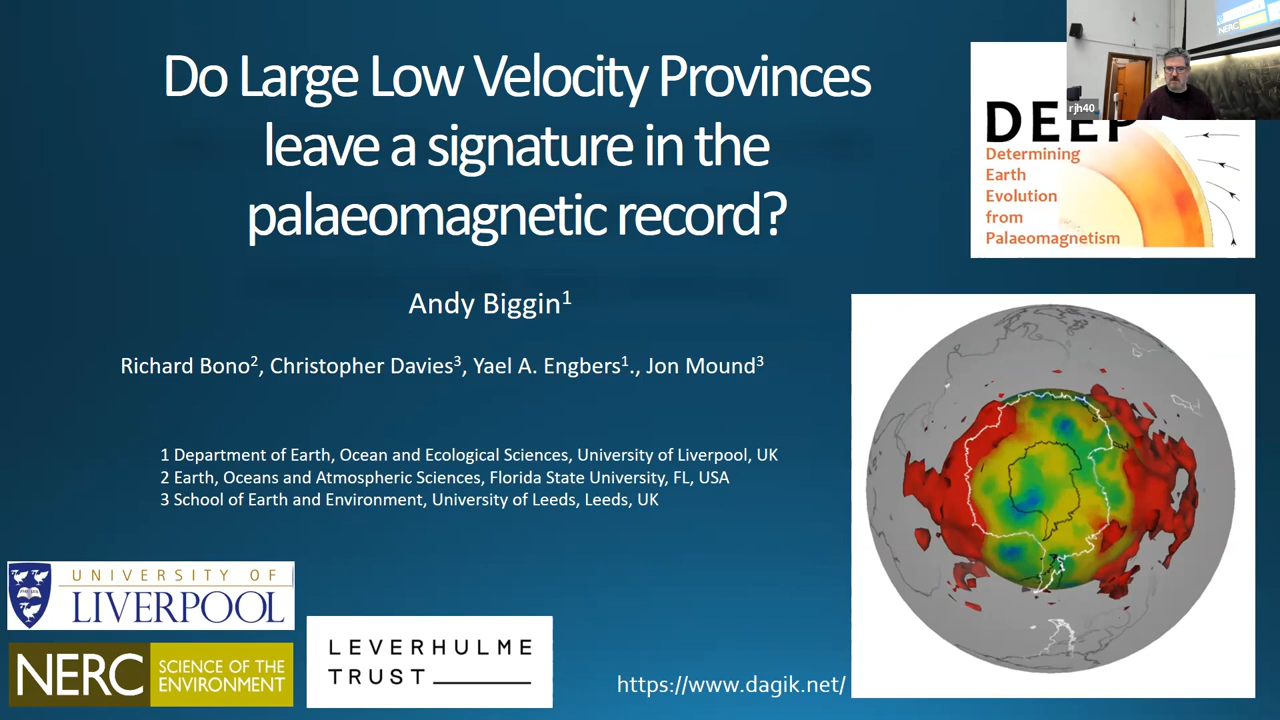 Do Large Low Velocity Provinces
leave a signature in the
palaeomagnetic record?
Andy Biggin1
Richard Bono2, Christopher Davies3, Yael A. Engbers1., Jon Mound3
1 Department of Earth, Ocean and Ecological Sciences, University of Liverpool, UK
2 Earth, Oceans and Atmospheric Sciences, Florida State University, FL, USA
3 School of Earth and Environment, University of Leeds, Leeds, UK
UNIVERSITY OF
LIVERPOOL
NERC
SCIENCE OF THE
ENVIRONMENT
LEVERHULME
TRUST
https://www.dagik.net/
DEEP
Determining
Earth
Evolution
from
Palaeomagnetism
rjh40
NERC